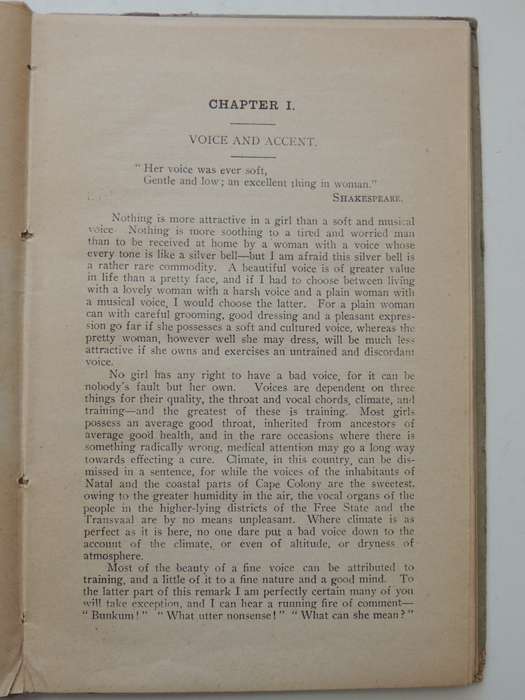 CHAPTER I.
VOICE AND ACCENT.
" Her voice was ever soft,
Gentle and low; an excellent thing in woman."
SHAKESPEARE.
Nothing is more attractive in a girl than a soft and musical
voice Nothing is more soothing to a tired and worried man
than to be received at home by a woman with a voice whose
every tone is like a silver bell—but I am afraid this silver bell is
a rather rare commodity. A beautiful voice is of greater value
in life than a pretty face, and if I had to choose between living
with a lovely woman with a harsh voice and a plain woman with
a musical voice, I would choose the latter. For a plain woman
can with careful grooming, good dressing and a pleasant expres-
sion go far if she possesses a soft and cultured voice, whereas the
pretty woman, however well she may dress, will be much less
attractive if she owns and exercises an untrained and discordant
voice.
No girl has any right to have a bad voice, for it can be
nobody's fault but her own. Voices are dependent on three
things for their quality, the throat and vocal chords, climate, and
training—and the greatest of these is training. Most girls
possess an average good throat, inherited from ancestors of
average good health, and in the rare occasions where there is
something radically wrong, medical attention may go a long way
towards effecting a cure. Climate, in this country, can be dis-
missed in a sentence, for while the voices of the inhabitants of
Natal and the coastal parts of Cape Colony are the sweetest,
owing to the greater humidity in the air, the vocal organs of the
people in the higher-lying districts of the Free State and the
Transvaal are by no means unpleasant. Where climate is as
perfect as it is here, no one dare put a bad voice down to the
account of the climate, or even of altitude, or dryness of
atmosphere.
Most of the beauty of a fine voice can be attributed to
training, and a little of it to a fine nature and a good mind. To
the latter part of this remark I am perfectly certain many of you
will take exception, and I can hear a running fire of comment—
" Bunkum! " " What utter nonsense! " " What can she mean? "